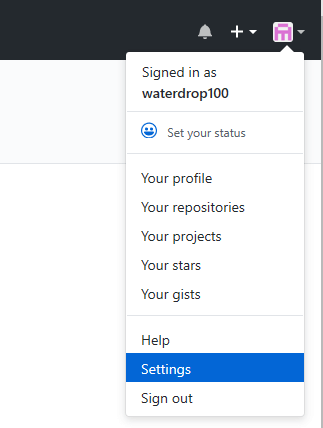 Signed in as
waterdrop100
Set your status
Your profile
Your repositories
Your projects
Your stars
Your gists
Help
Settings
Sign out